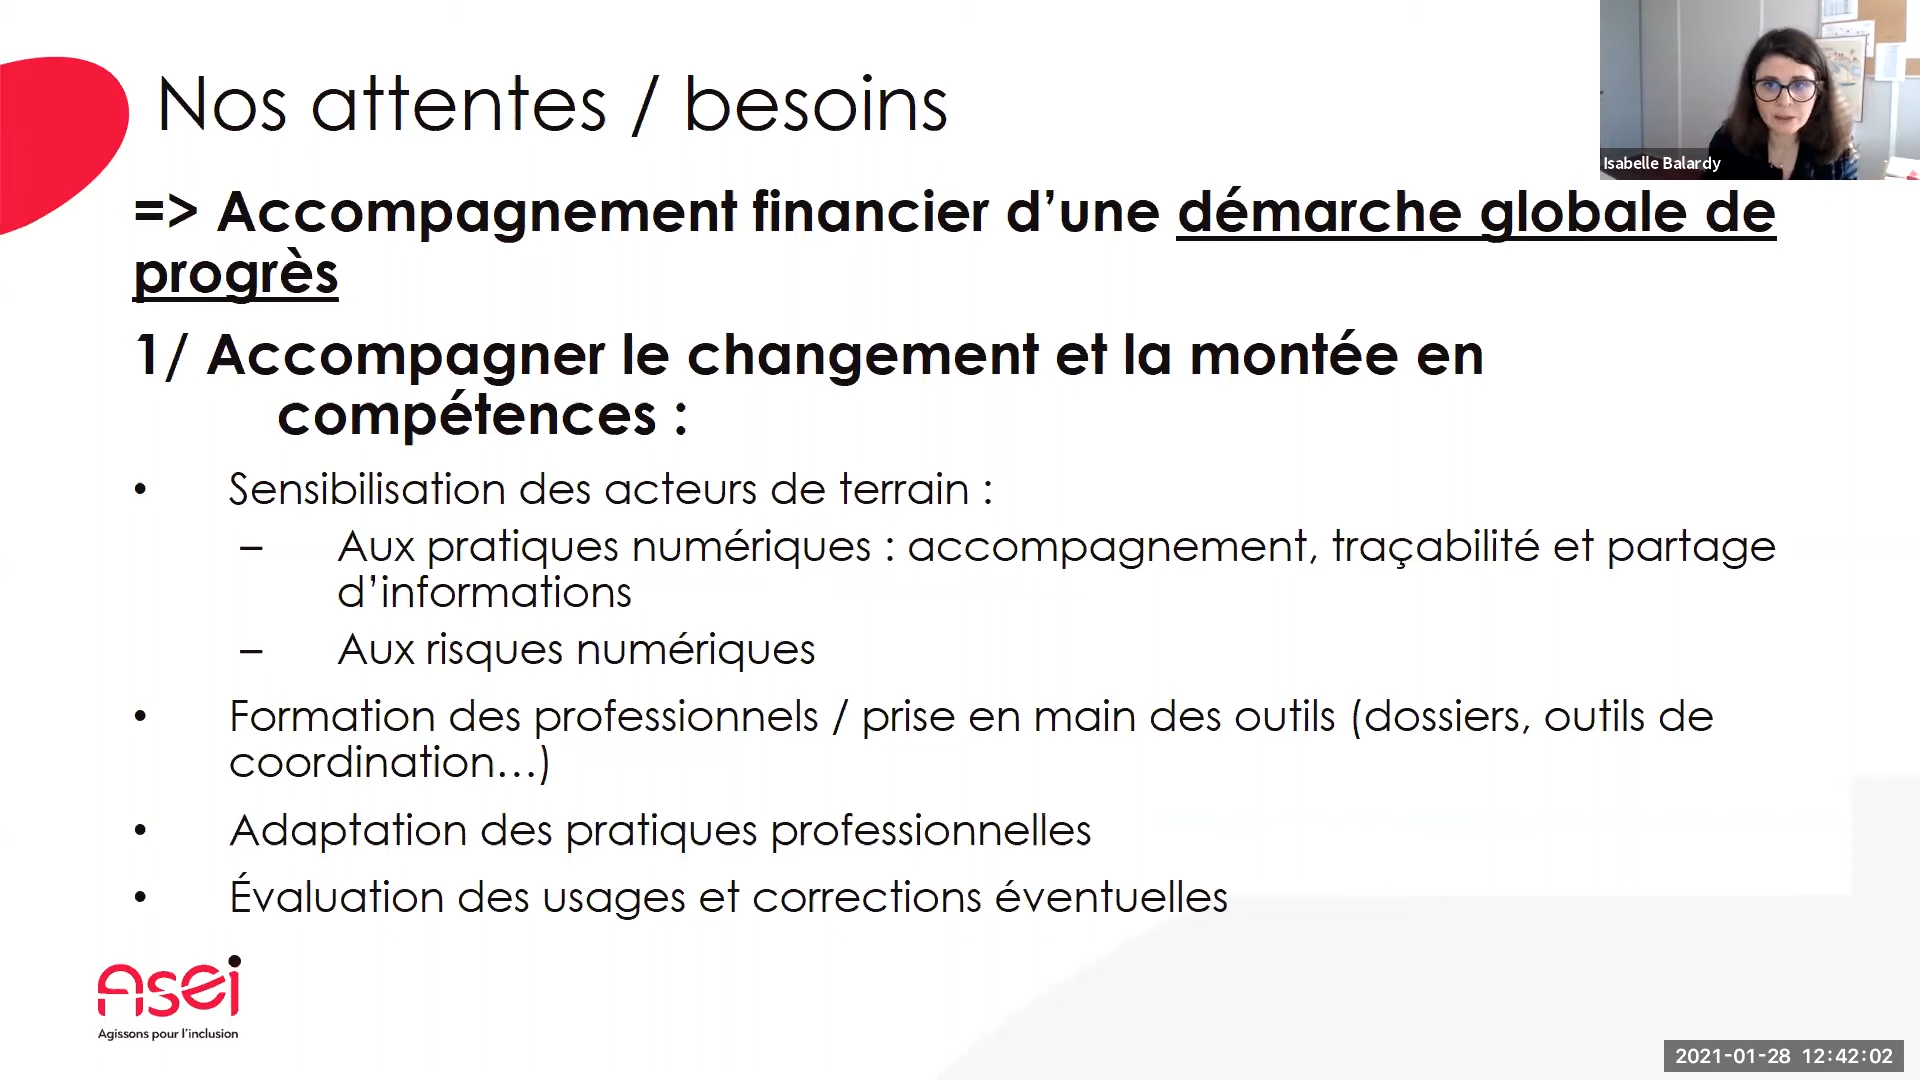 Nos attentes / besoins
Isabelle Balardy
=> Accompagnement financier d’une démarche globale de
progrès
1/ Accompagner le changement et la montée en
compétences :
• Sensibilisation des acteurs de terrain :
– Aux pratiques numériques : accompagnement, traçabilité et partage
d’informations
– Aux risques numériques
• Formation des professionnels / prise en main des outils (dossiers, outils de
coordination…)
• Adaptation des pratiques professionnelles
• Évaluation des usages et corrections éventuelles
Asei
Agissons pour l’inclusion
2021-01-28 12:42:02